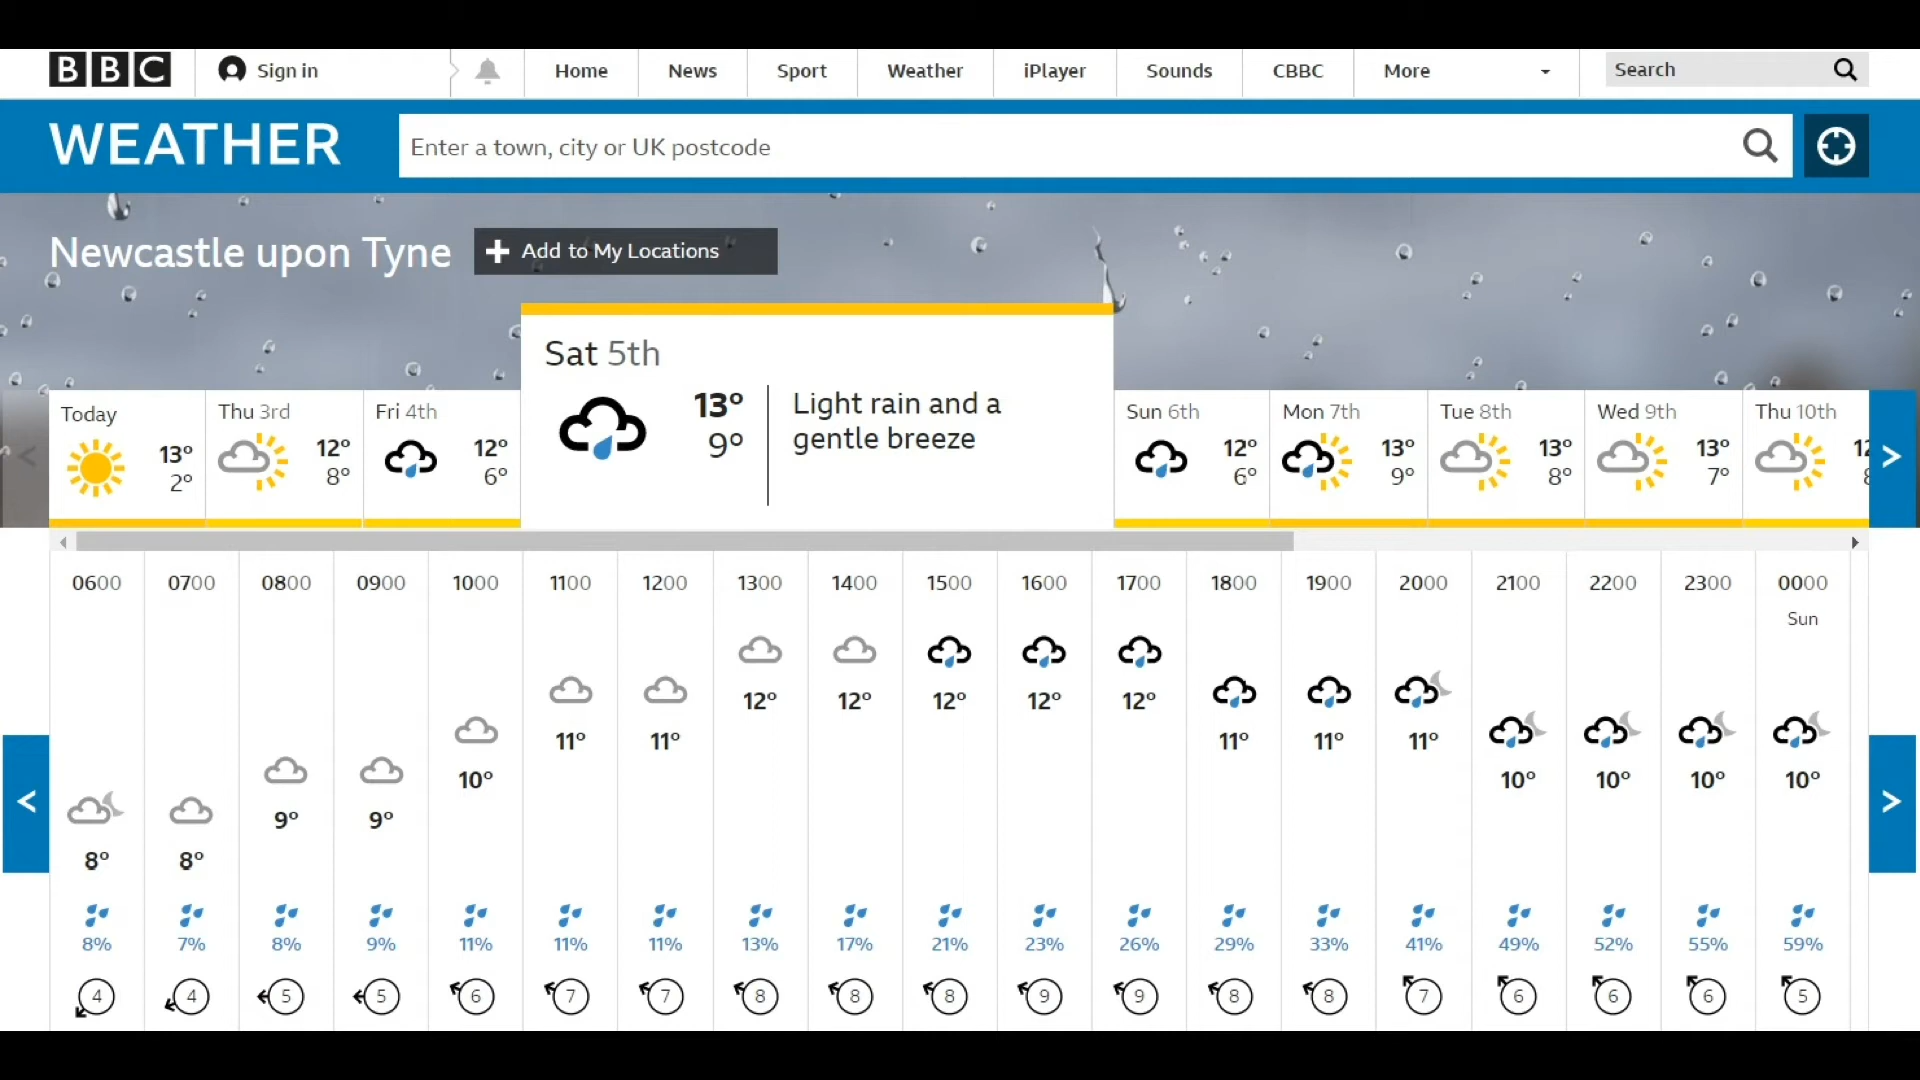 BBC Sign in Home News Sport Weather iPlayer Sounds CBBC More Search
WEATHER Enter a town, city or UK postcode
Newcastle upon Tyne + Add to My Locations
Today 13° 2°
Thu 3rd 12° 8°
Fri 4th 12° 6°
Sat 5th 13° 9°
Light rain and a
gentle breeze
Sun 6th 12° 6°
Mon 7th 13° 9°
Tue 8th 13° 8°
Wed 9th 13° 7°
Thu 10th
0600 0700 0800 0900 1000 1100 1200 1300 1400 1500 1600 1700 1800 1900 2000 2100 2200 2300 0000
Sun
8° 8° 9° 9° 10° 11° 11° 12° 12° 12° 12° 12° 11° 11° 11° 10° 10° 10° 10°
8% 7% 8% 9% 11% 11% 11% 13% 17% 21% 23% 26% 29% 33% 41% 49% 52% 55% 59%
4 4 5 5 6 7 7 8 8 8 9 9 8 8 7 6 6 6 5